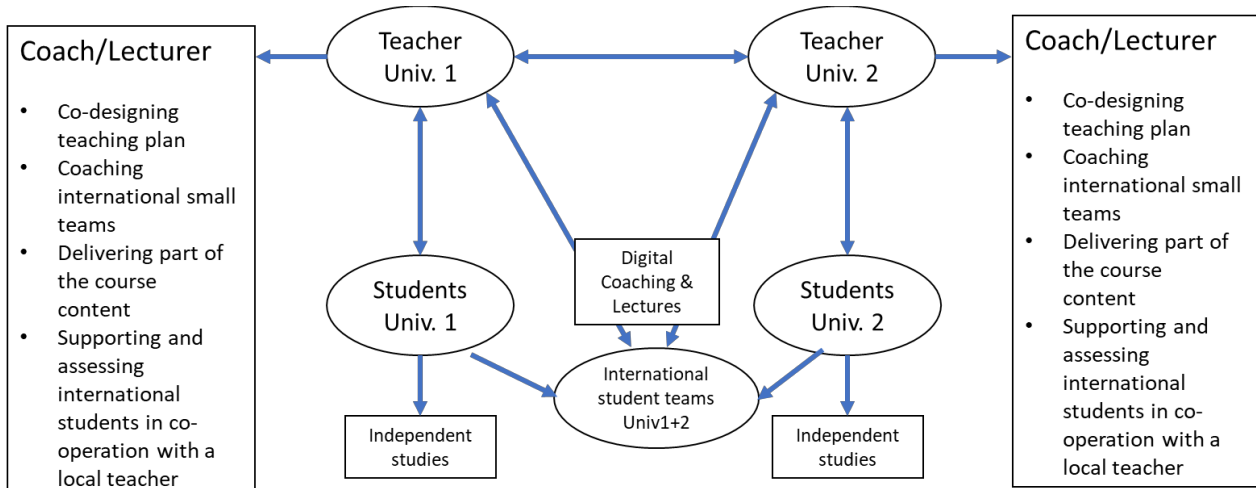 Coach/Lecturer
• Co-designing
teaching plan
• Coaching
international small
teams
• Delivering part of
the course
content
• Supporting and
assessing
international
students in co-
operation with a
local teacher
Teacher
Univ. 1
Teacher
Univ. 2
Digital
Coaching &
Lectures
Students
Univ. 1
Students
Univ. 2
International
student teams
Univ1+2
Independent
studies
Independent
studies
Coach/Lecturer
• Co-designing
teaching plan
• Coaching
international small
teams
• Delivering part of
the course
content
• Supporting and
assessing
international
students in co-
operation with a
local teacher